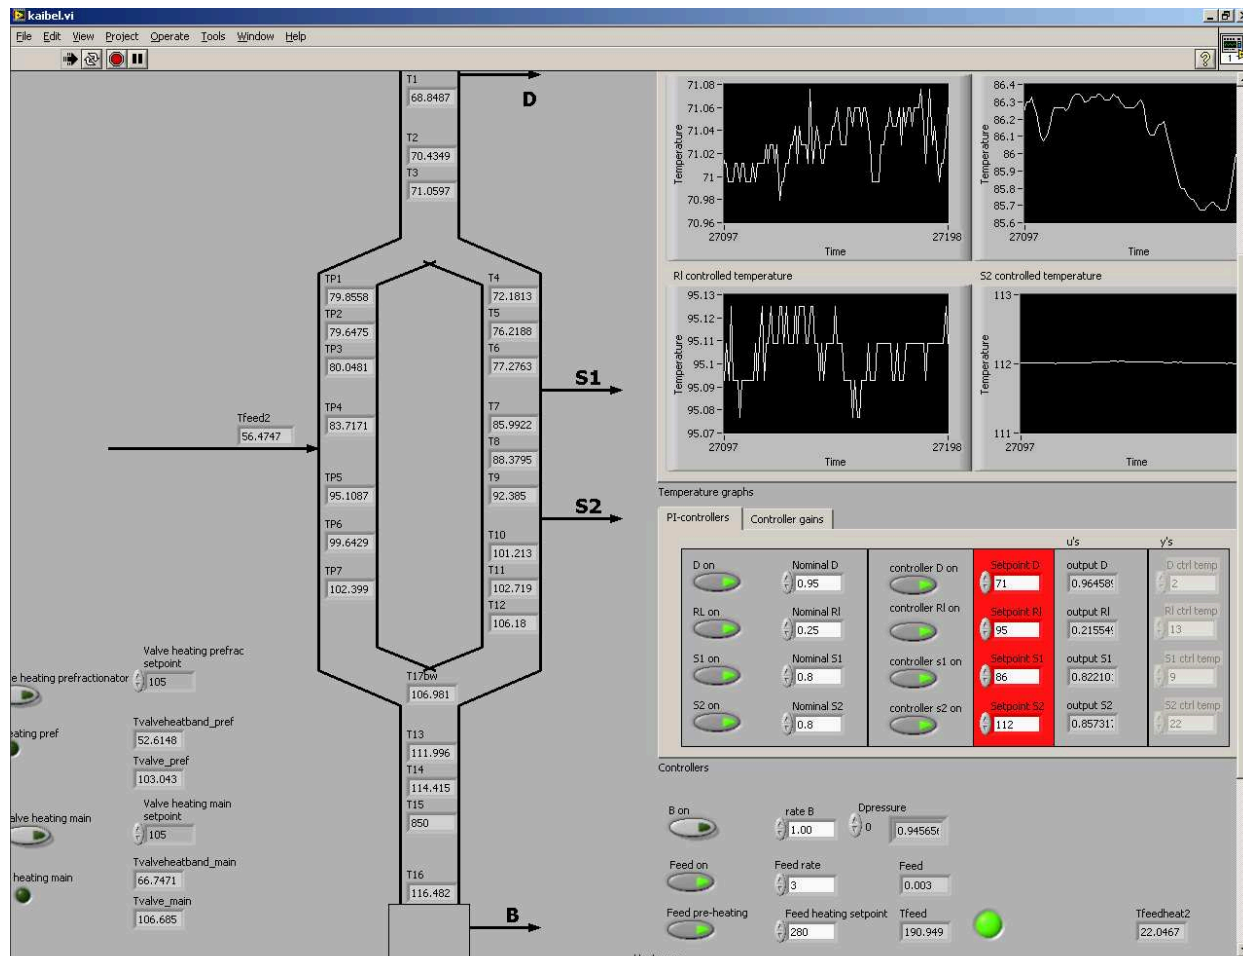 kaibel.vi
File Edit View Project Operate Tools Window Help
T1
68.8487
D
T2
70.4349
T3
71.0597
TP1
79.8558
TP2
79.6475
TP3
80.0481
TP4
83.7171
Tfeed2
56.4747
TP5
95.1087
TP6
99.6429
TP7
102.399
T4
72.1813
T5
76.2188
T6
77.2763
S1
T7
85.9922
T8
88.3795
T9
92.385
S2
T10
101.213
T11
102.719
T12
106.18
T17bw
106.981
T13
111.996
T14
114.415
T15
850
T16
116.482
B
Valve heating prefrac
setpoint
e heating prefractionator
105
eating pref
Tvalveheatband_pref
52.6148
Tvalve_pref
103.043
Valve heating main
setpoint
alve heating main
105
Tvalveheatband_main
66.7471
heating main
Tvalve_main
106.685
71.08
71.06
71.04
71.02
71
70.98
70.96
Temperature
27097
27198
Time
86.4
86.3
86.2
86.1
86
85.9
85.8
85.7
85.6
Temperature
27097
Time
Rl controlled temperature
95.13
95.12
95.11
95.1
95.09
95.08
95.07
Temperature
27097
27198
Time
S2 controlled temperature
113
112
111
Temperature
27097
Time
Temperature graphs
PI-controllers
Controller gains
u's
y's
D on
Nominal D
0.95
controller D on
Setpoint D
71
output D
0.96458
D ctrl temp
2
RL on
Nominal Rl
0.25
controller Rl on
Setpoint Rl
95
output Rl
0.21554
Rl ctrl temp
13
S1 on
Nominal S1
0.8
controller s1 on
Setpoint S1
86
output S1
0.82210
S1 ctrl temp
9
S2 on
Nominal S2
0.8
controller s2 on
Setpoint S2
112
output S2
0.85731
S2 ctrl temp
22
Controllers
B on
rate B
1.00
Dpressure
0
0.94565
Feed on
Feed rate
3
Feed
0.003
Feed pre-heating
Feed heating setpoint
280
Tfeed
190.949
Tfeedheat2
22.0467